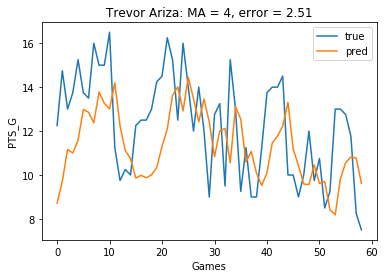 Trevor Ariza: MA = 4, error = 2.51
true
pred
PTS_G
16
14
12
10
8
0
10
20
30
40
50
60
Games